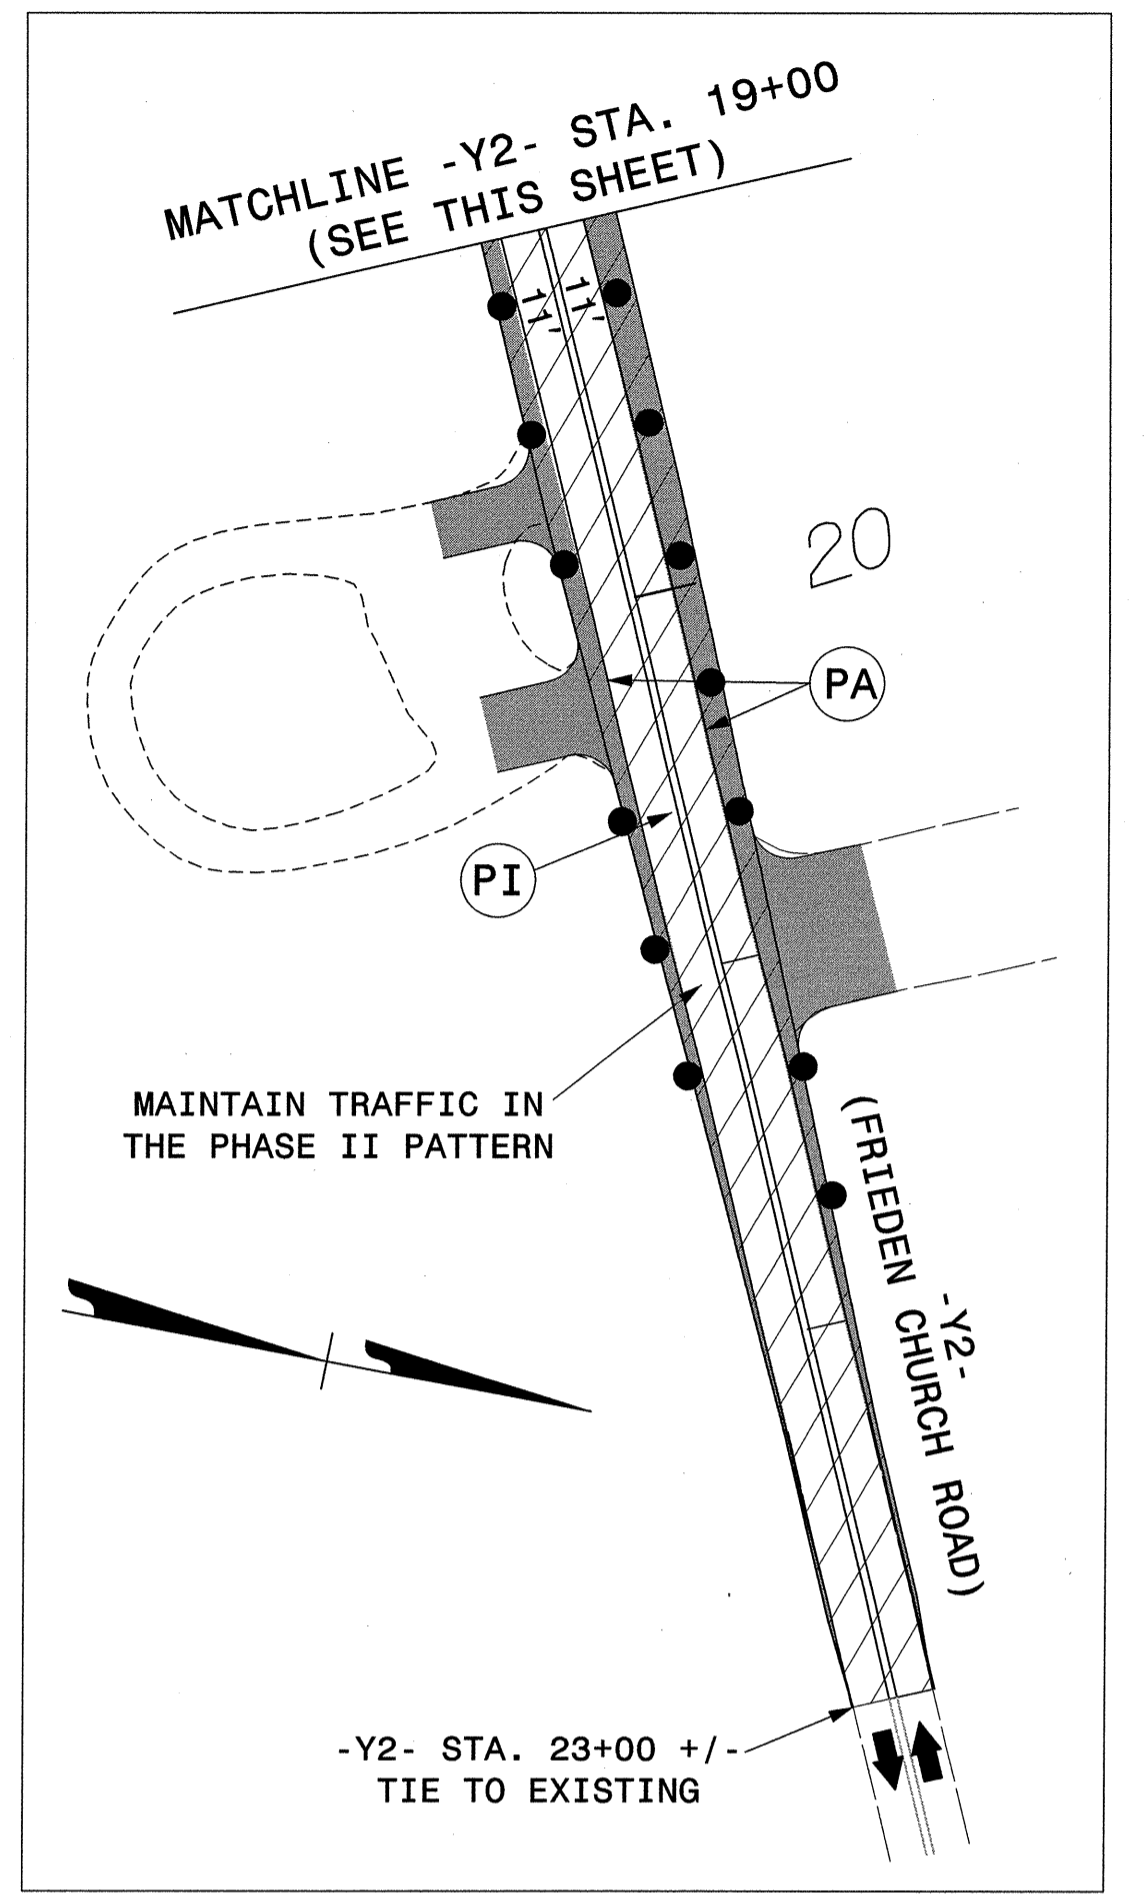 MATCHLINE -Y2- STA. 19+00
(SEE THIS SHEET)
11'
11'
20
PA
PI
MAINTAIN TRAFFIC IN
THE PHASE II PATTERN
-Y2-
(FRIEDEN CHURCH ROAD)
-Y2- STA. 23+00 +/-
TIE TO EXISTING